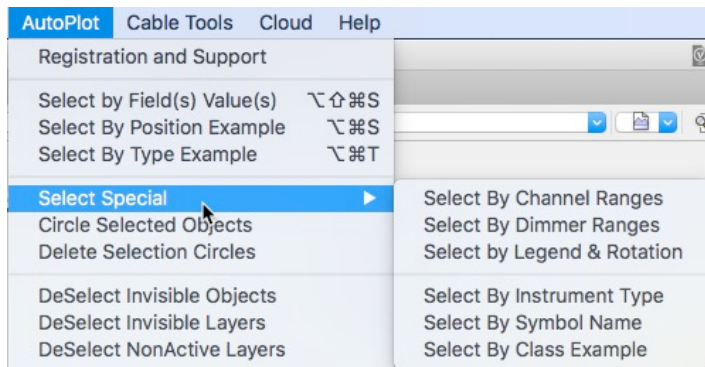 AutoPlot Cable Tools Cloud Help
Registration and Support
Select by Field(s) Value(s) ⌥⇧⌘S
Select By Position Example ⌥⌘S
Select By Type Example ⌥⌘T
Select Special
Circle Selected Objects
Delete Selection Circles
DeSelect Invisible Objects
DeSelect Invisible Layers
DeSelect NonActive Layers
Select By Channel Ranges
Select By Dimmer Ranges
Select by Legend & Rotation
Select By Instrument Type
Select By Symbol Name
Select By Class Example